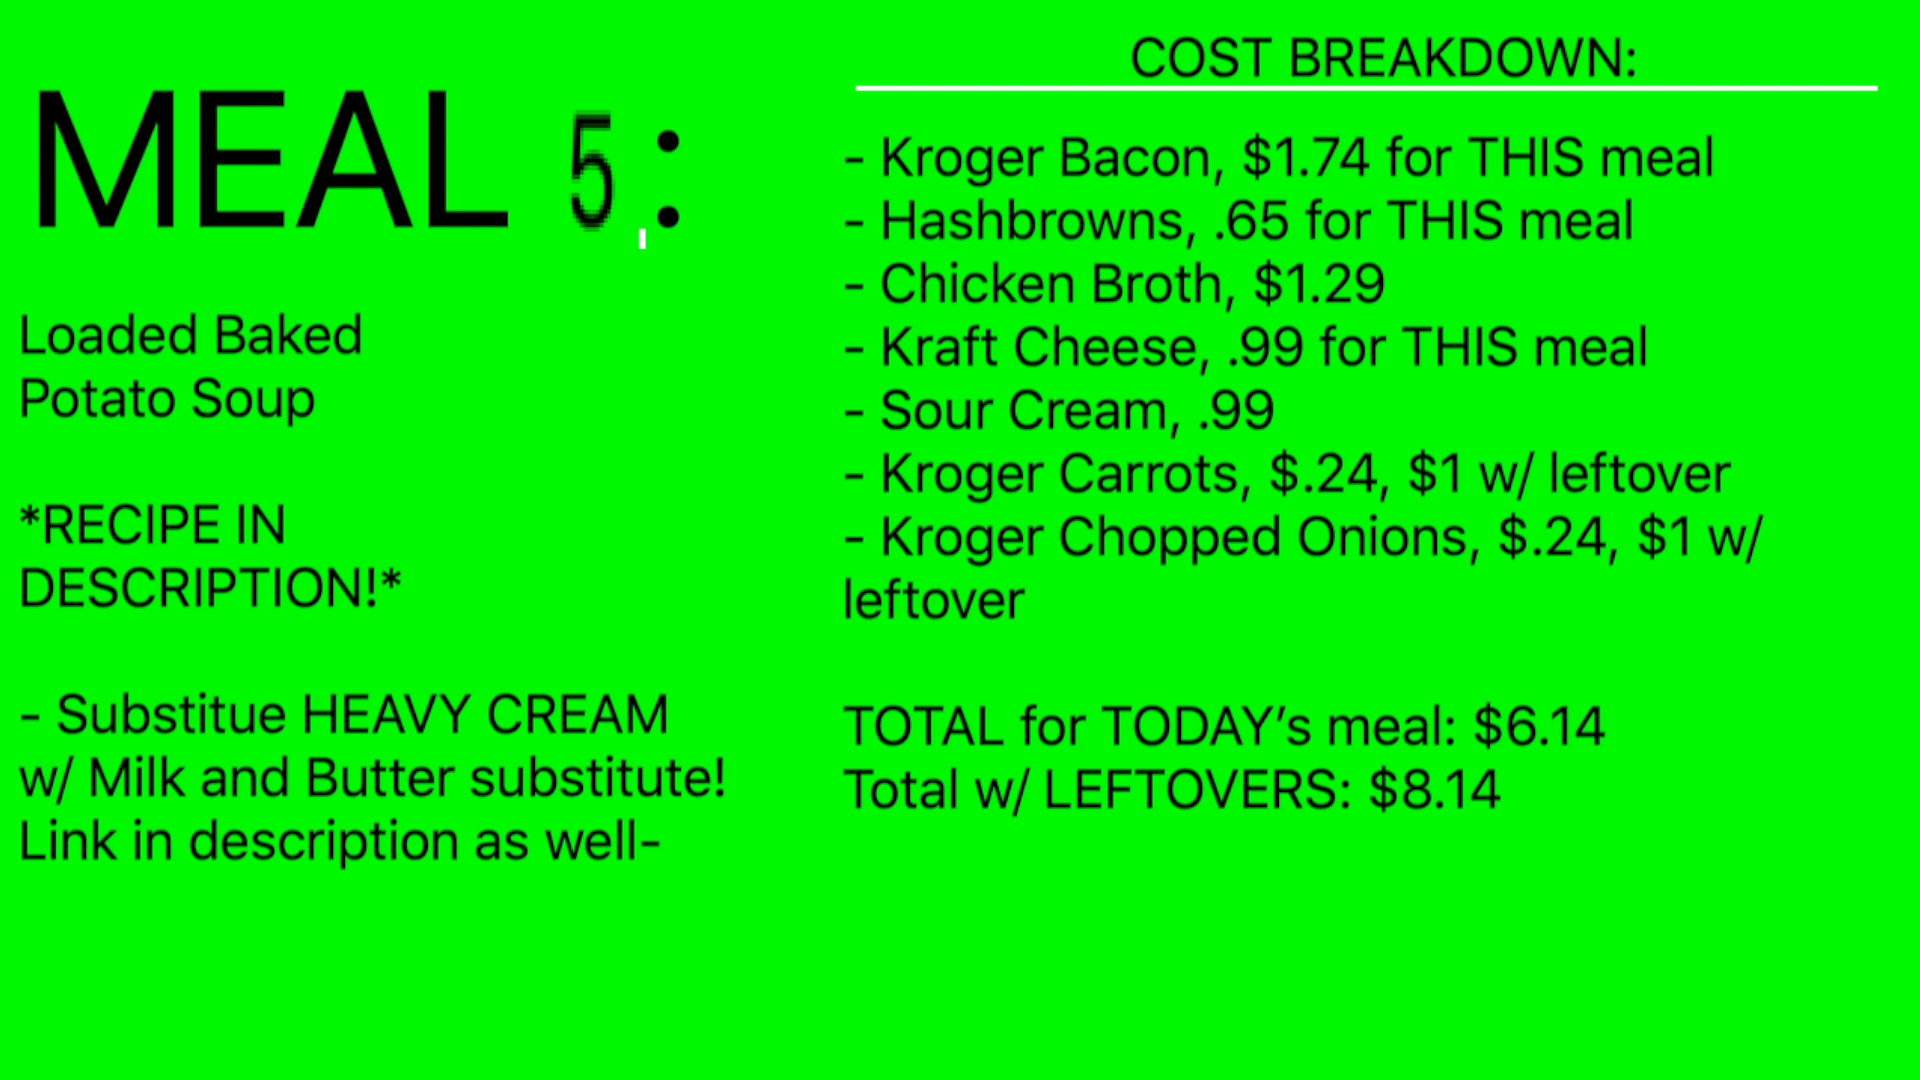 MEAL 5:
Loaded Baked
Potato Soup
*RECIPE IN
DESCRIPTION!*
- Substitue HEAVY CREAM
w/ Milk and Butter substitute!
Link in description as well-
COST BREAKDOWN:
- Kroger Bacon, $1.74 for THIS meal
- Hashbrowns, .65 for THIS meal
- Chicken Broth, $1.29
- Kraft Cheese, .99 for THIS meal
- Sour Cream, .99
- Kroger Carrots, $.24, $1 w/ leftover
- Kroger Chopped Onions, $.24, $1 w/
leftover
TOTAL for TODAY’s meal: $6.14
Total w/ LEFTOVERS: $8.14